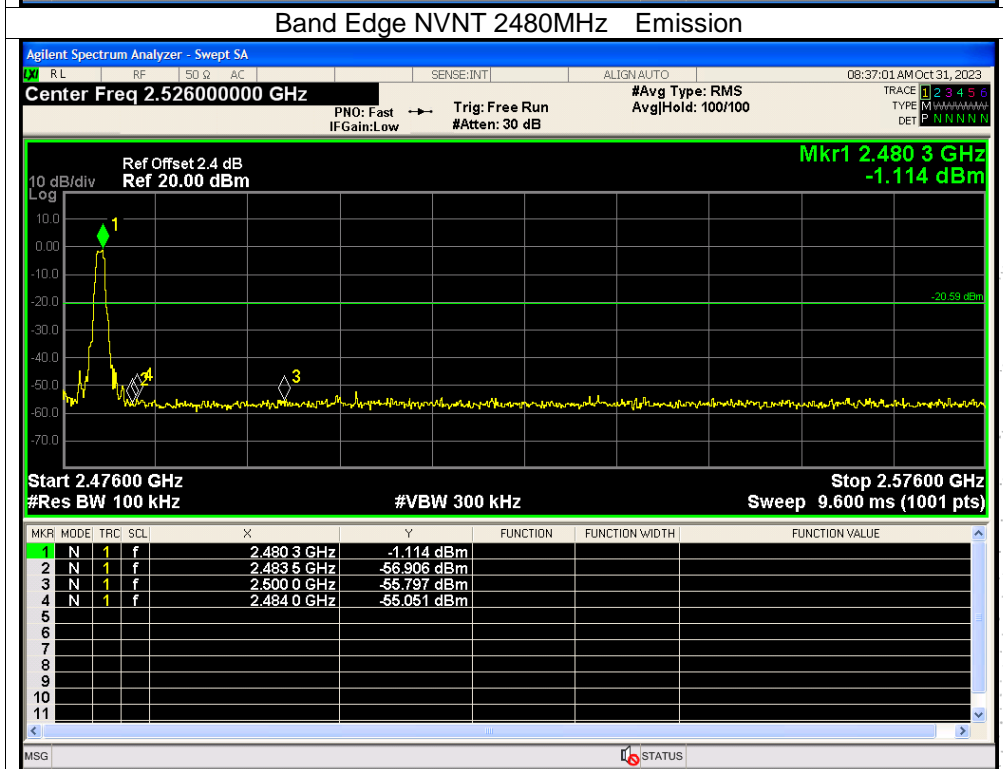 Band Edge NVNT 2480MHz Emission
Agilent Spectrum Analyzer - Swept SA
LXI RL RF 50 Ω AC SENSE:INT ALIGN AUTO 08:37:01 AM Oct 31, 2023
Center Freq 2.526000000 GHz #Avg Type: RMS TRACE 1 2 3 4 5 6
PNO: Fast Trig: Free Run Avg|Hold: 100/100 TYPE M WWWWW
IFGain:Low #Atten: 30 dB DET P N N N N N
Mkr1 2.480 3 GHz
Ref Offset 2.4 dB
10 dB/div Ref 20.00 dBm -1.114 dBm
Log
10.0
1
0.00
-10.0
-20.0 -20.59 dBm
-30.0
-40.0
-50.0 2 4 3
-60.0
-70.0
Start 2.47600 GHz Stop 2.57600 GHz
#Res BW 100 kHz #VBW 300 kHz Sweep 9.600 ms (1001 pts)
MKR MODE TRC SCL X Y FUNCTION FUNCTION WIDTH FUNCTION VALUE
1 N 1 f 2.480 3 GHz -1.114 dBm
2 N 1 f 2.483 5 GHz -56.906 dBm
3 N 1 f 2.500 0 GHz -55.797 dBm
4 N 1 f 2.484 0 GHz -55.051 dBm
5
6
7
8
9
10
11
MSG STATUS